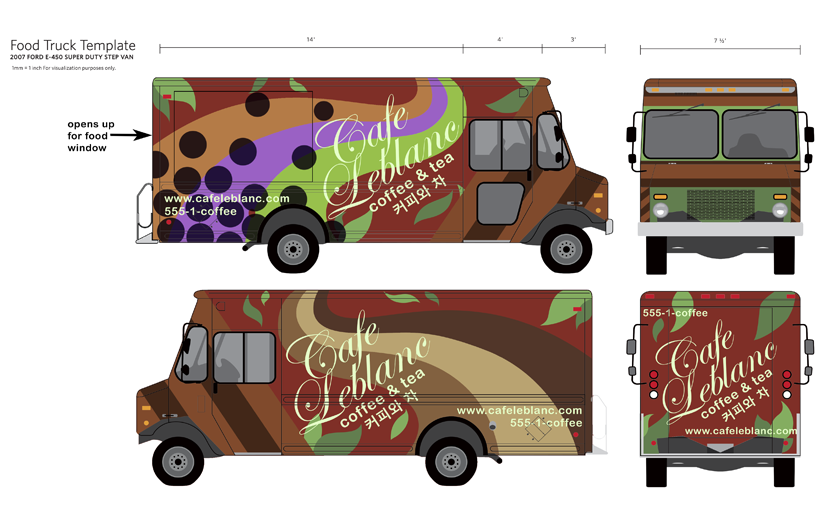 Food Truck Template
2007 FORD E-450 SUPER DUTY STEP VAN
1mm = 1 inch For visualization purposes only.
14'
4'
3'
7 ½'
opens up
for food
window
Cafe
Leblanc
coffee & tea
커피와 차
www.cafeleblanc.com
555-1-coffee
Cafe
Leblanc
coffee & tea
커피와 차
www.cafeleblanc.com
555-1-coffee
555-1-coffee
Cafe
Leblanc
coffee & tea
커피와 차
www.cafeleblanc.com